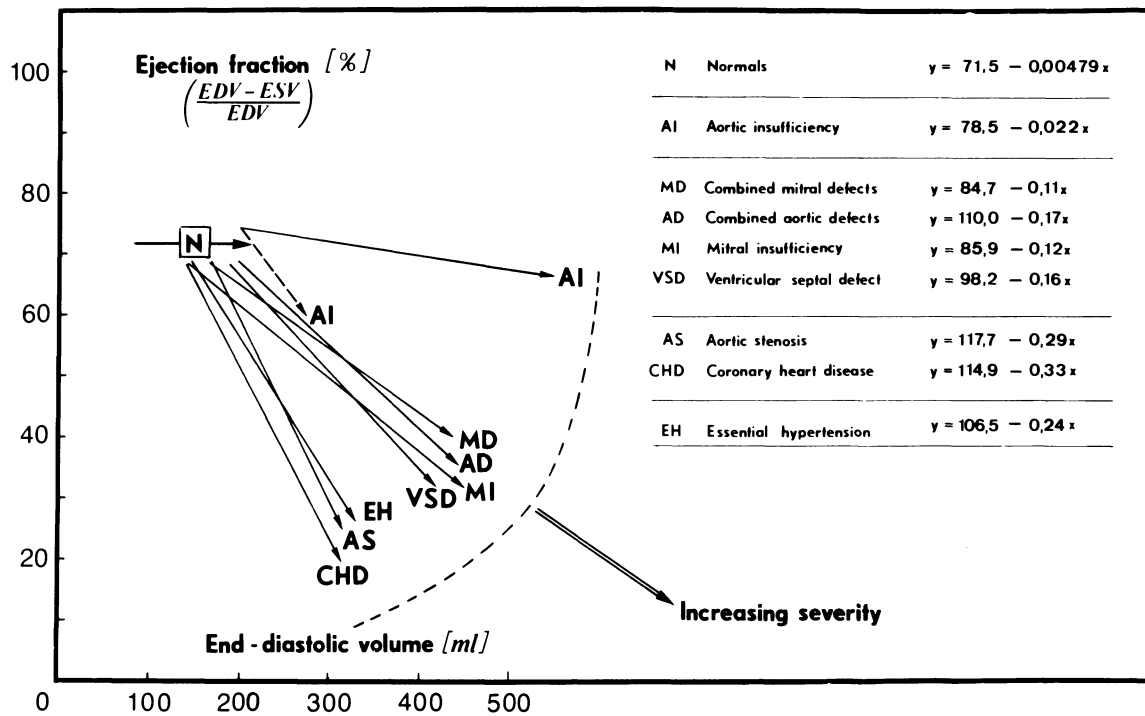 Ejection fraction [%]
(EDV - ESV / EDV)
100
80
60
40
20
0
100
200
300
400
500
End - diastolic volume [ml]
N
AI
AI
MD
AD
MI
VSD
EH
AS
CHD
Increasing severity
N Normals y = 71,5 - 0,00479 x
AI Aortic insufficiency y = 78,5 - 0,022 x
MD Combined mitral defects y = 84,7 - 0,11x
AD Combined aortic defects y = 110,0 - 0,17x
MI Mitral insufficiency y = 85,9 - 0,12x
VSD Ventricular septal defect y = 98,2 - 0,16 x
AS Aortic stenosis y = 117,7 - 0,29x
CHD Coronary heart disease y = 114,9 - 0,33 x
EH Essential hypertension y = 106,5 - 0,24 x